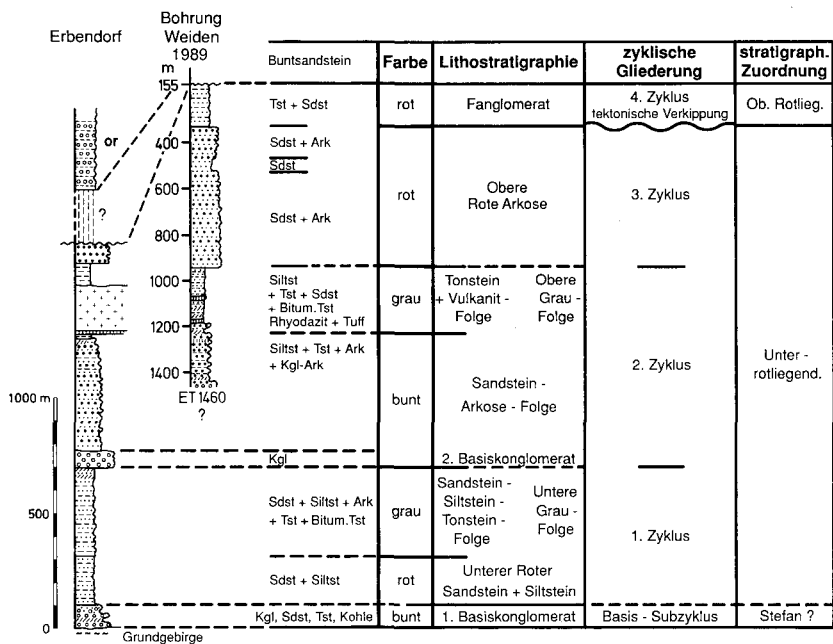 Erbendorf
Bohrung
Weiden
1989
m
155
400
600
800
1000
1200
1400
ET 1460
?
or
?
1000 m
500
0
Grundgebirge
Buntsandstein
Farbe
Lithostratigraphie
zyklische
Gliederung
stratigraph.
Zuordnung
Tst + Sdst
rot
Fanglomerat
4. Zyklus
tektonische Verkippung
Ob. Rotlieg.
Sdst + Ark
Sdst
Sdst + Ark
rot
Obere
Rote Arkose
3. Zyklus
Siltst
+ Tst + Sdst
+ Bitum.Tst
Rhyodazit + Tuff
grau
Tonstein
+ Vulkanit -
Folge
Obere
Grau -
Folge
Siltst + Tst + Ark
+ Kgl-Ark
bunt
Sandstein -
Arkose - Folge
2. Zyklus
Unter -
rotliegend.
Kgl
2. Basiskonglomerat
Sdst + Siltst + Ark
+ Tst + Bitum.Tst
grau
Sandstein -
Siltstein -
Tonstein -
Folge
Untere
Grau -
Folge
1. Zyklus
Sdst + Siltst
rot
Unterer Roter
Sandstein + Siltstein
Kgl, Sdst, Tst, Kohle
bunt
1. Basiskonglomerat
Basis - Subzyklus
Stefan ?